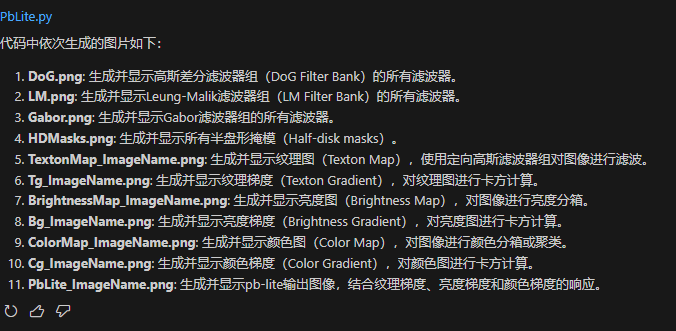 PbLite.py
代码中依次生成的图片如下:
1. DoG.png: 生成并显示高斯差分滤波器组（DoG Filter Bank）的所有滤波器。
2. LM.png: 生成并显示Leung-Malik滤波器组（LM Filter Bank）的所有滤波器。
3. Gabor.png: 生成并显示Gabor滤波器组的所有滤波器。
4. HDMasks.png: 生成并显示所有半盘形掩模（Half-disk masks）。
5. TextonMap_ImageName.png: 生成并显示纹理图（Texton Map），使用定向高斯滤波器组对图像进行滤波。
6. Tg_ImageName.png: 生成并显示纹理梯度（Texton Gradient），对纹理图进行卡方计算。
7. BrightnessMap_ImageName.png: 生成并显示亮度图（Brightness Map），对图像进行亮度分箱。
8. Bg_ImageName.png: 生成并显示亮度梯度（Brightness Gradient），对亮度图进行卡方计算。
9. ColorMap_ImageName.png: 生成并显示颜色图（Color Map），对图像进行颜色分箱或聚类。
10. Cg_ImageName.png: 生成并显示颜色梯度（Color Gradient），对颜色图进行卡方计算。
11. PbLite_ImageName.png: 生成并显示pb-lite输出图像，结合纹理梯度、亮度梯度和颜色梯度的响应。